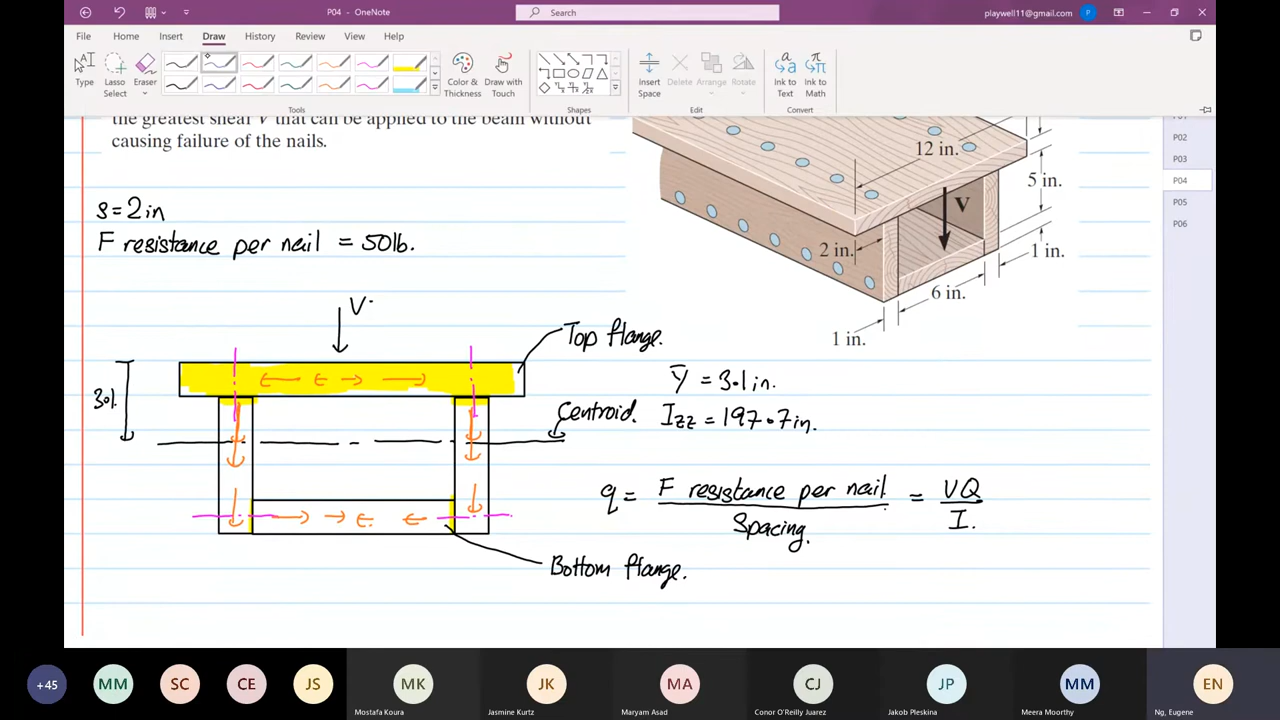 P04 - OneNote
Search
playwell11@gmail.com
P
File Home Insert Draw History Review View Help
Type
Lasso Select
Eraser
Color & Thickness
Draw with Touch
Insert Space
Delete
Arrange
Rotate
Ink to Text
Ink to Math
Tools
Shapes
Edit
Convert
the greatest shear V that can be applied to the beam without
causing failure of the nails.
12 in.
5 in.
V
2 in.
1 in.
6 in.
1 in.
P02
P03
P04
P05
P06
s=2in
F resistance per nail = 50lb.
V
Top flange.
3.1
Centroid.
Y̅ = 3.1in.
Izz = 197.7in.
q = F resistance per nail / Spacing. = VQ / I.
Bottom flange.
+45 MM SC CE JS MK JK MA CJ JP MM EN
Mostafa Koura
Jasmine Kurtz
Maryam Asad
Conor O'Reilly Juarez
Jakob Pleskina
Meera Moorthy
Ng, Eugene